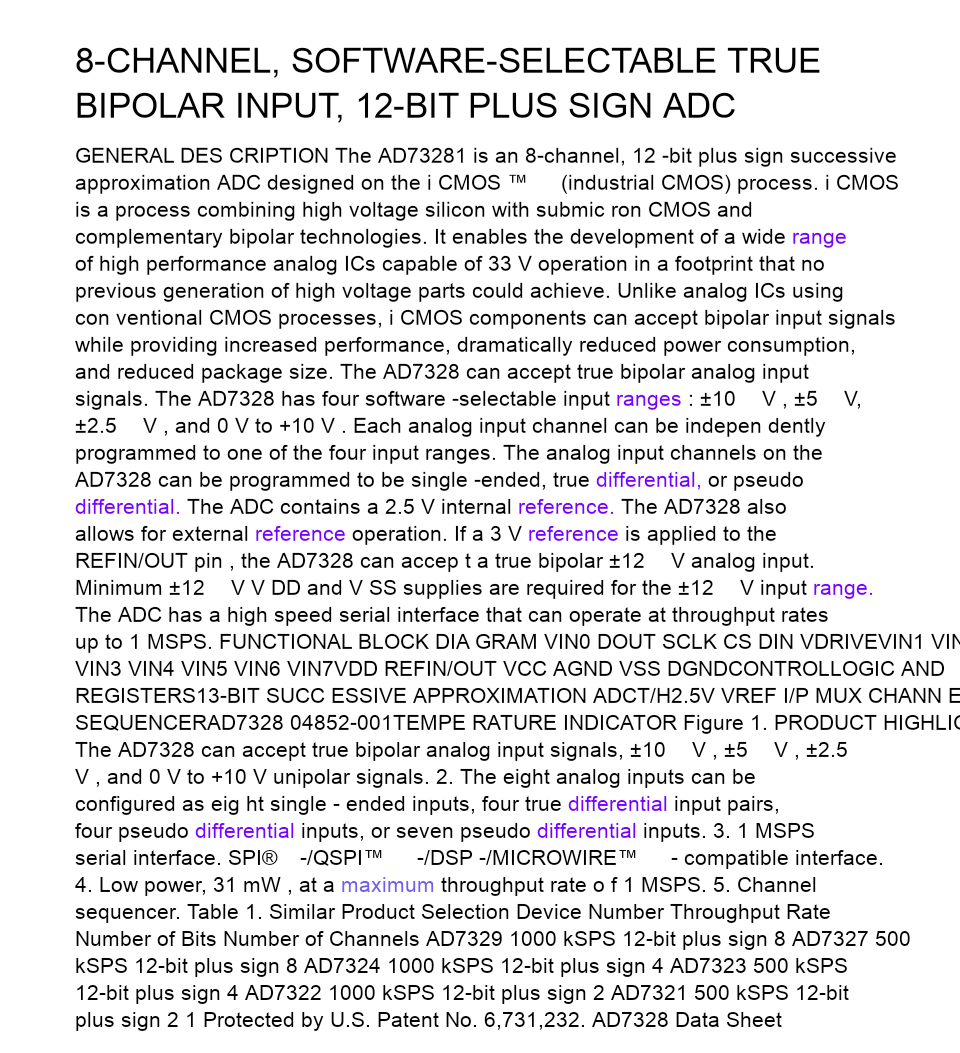 8-CHANNEL, SOFTWARE-SELECTABLE TRUE
BIPOLAR INPUT, 12-BIT PLUS SIGN ADC
GENERAL DES CRIPTION The AD73281 is an 8-channel, 12 -bit plus sign successive
approximation ADC designed on the i CMOS ™ (industrial CMOS) process. i CMOS
is a process combining high voltage silicon with submic ron CMOS and
complementary bipolar technologies. It enables the development of a wide range
of high performance analog ICs capable of 33 V operation in a footprint that no
previous generation of high voltage parts could achieve. Unlike analog ICs using
con ventional CMOS processes, i CMOS components can accept bipolar input signals
while providing increased performance, dramatically reduced power consumption,
and reduced package size. The AD7328 can accept true bipolar analog input
signals. The AD7328 has four software -selectable input ranges : ±10 V , ±5 V,
±2.5 V , and 0 V to +10 V . Each analog input channel can be indepen dently
programmed to one of the four input ranges. The analog input channels on the
AD7328 can be programmed to be single -ended, true differential, or pseudo
differential. The ADC contains a 2.5 V internal reference. The AD7328 also
allows for external reference operation. If a 3 V reference is applied to the
REFIN/OUT pin , the AD7328 can accep t a true bipolar ±12 V analog input.
Minimum ±12 V V DD and V SS supplies are required for the ±12 V input range.
The ADC has a high speed serial interface that can operate at throughput rates
up to 1 MSPS. FUNCTIONAL BLOCK DIA GRAM VIN0 DOUT SCLK CS DIN VDRIVEVIN1 VIN
VIN3 VIN4 VIN5 VIN6 VIN7VDD REFIN/OUT VCC AGND VSS DGNDCONTROLLOGIC AND
REGISTERS13-BIT SUCC ESSIVE APPROXIMATION ADCT/H2.5V VREF I/P MUX CHANN E
SEQUENCERAD7328 04852-001TEMPE RATURE INDICATOR Figure 1. PRODUCT HIGHLIG
The AD7328 can accept true bipolar analog input signals, ±10 V , ±5 V , ±2.5
V , and 0 V to +10 V unipolar signals. 2. The eight analog inputs can be
configured as eig ht single - ended inputs, four true differential input pairs,
four pseudo differential inputs, or seven pseudo differential inputs. 3. 1 MSPS
serial interface. SPI® -/QSPI™ -/DSP -/MICROWIRE™ - compatible interface.
4. Low power, 31 mW , at a maximum throughput rate o f 1 MSPS. 5. Channel
sequencer. Table 1. Similar Product Selection Device Number Throughput Rate
Number of Bits Number of Channels AD7329 1000 kSPS 12-bit plus sign 8 AD7327 500
kSPS 12-bit plus sign 8 AD7324 1000 kSPS 12-bit plus sign 4 AD7323 500 kSPS
12-bit plus sign 4 AD7322 1000 kSPS 12-bit plus sign 2 AD7321 500 kSPS 12-bit
plus sign 2 1 Protected by U.S. Patent No. 6,731,232. AD7328 Data Sheet